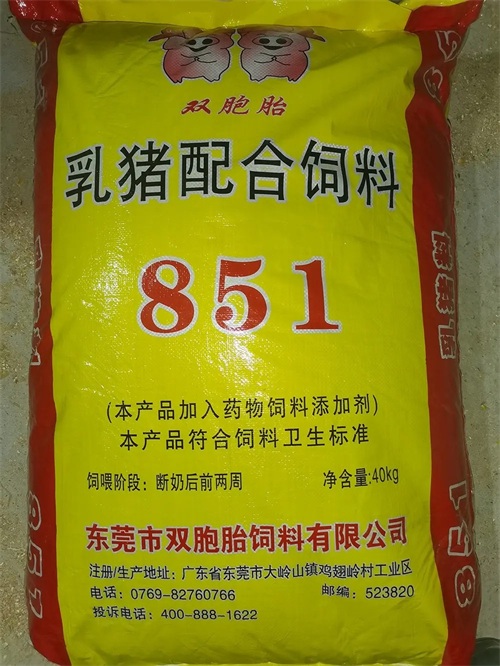 双胞胎
乳猪配合饲料
851
(本产品加入药物饲料添加剂)
本产品符合饲料卫生标准
饲喂阶段：断奶后前两周 净含量:40kg
东莞市双胞胎饲料有限公司
注册/生产地址：广东省东莞市大岭山镇鸡翅岭村工业区
电话：0769-82760766 邮编：523820
投诉电话：400-888-1622
851